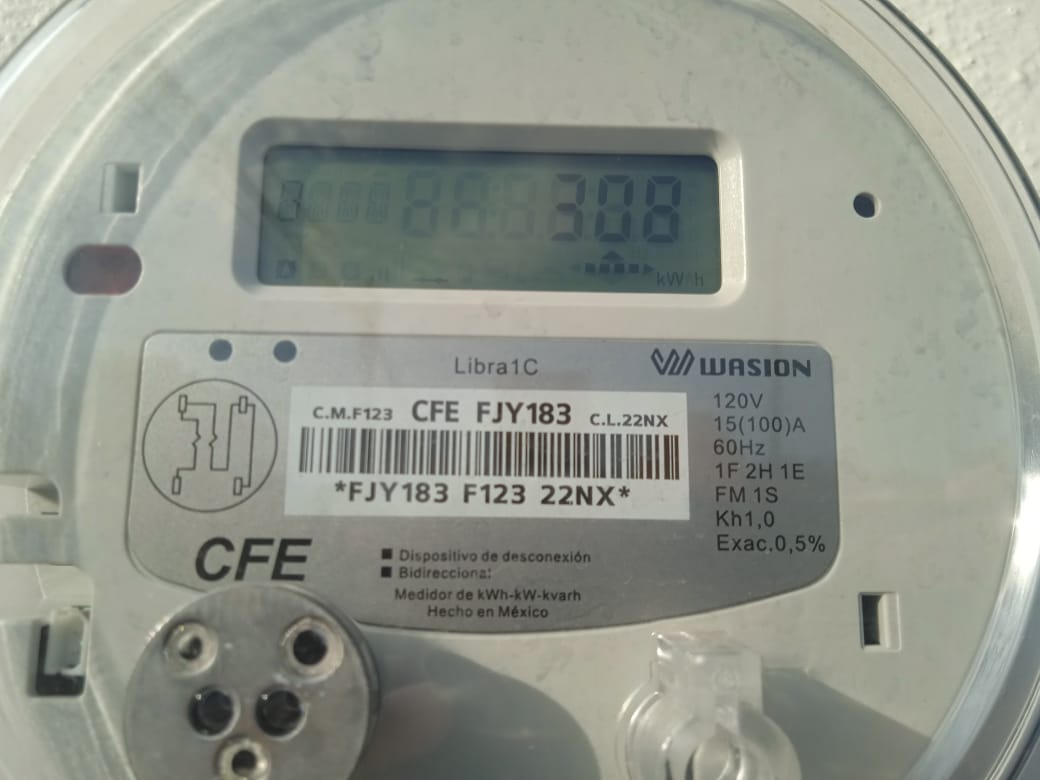 308
kWh
Libra1C
WASION
C.M.F123 CFE FJY183 C.L.22NX
*FJY183 F123 22NX*
120V
15(100)A
60Hz
1F 2H 1E
FM 1S
Kh1,0
Exac.0,5%
CFE
Dispositivo de desconexión
Bidireccional
Medidor de kWh-kW-kvarh
Hecho en México